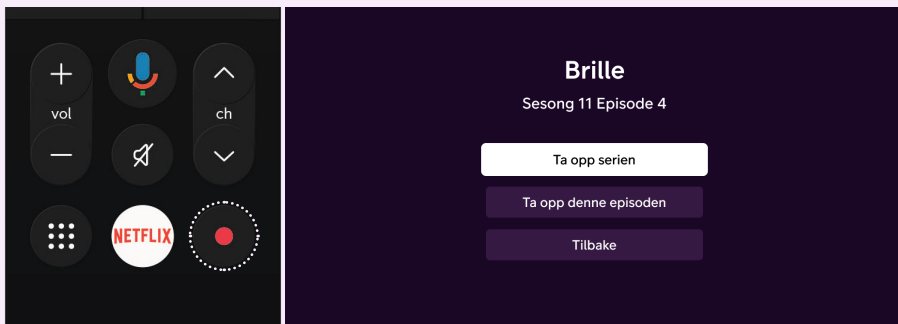 vol
ch
NETFLIX
Brille
Sesong 11 Episode 4
Ta opp serien
Ta opp denne episoden
Tilbake